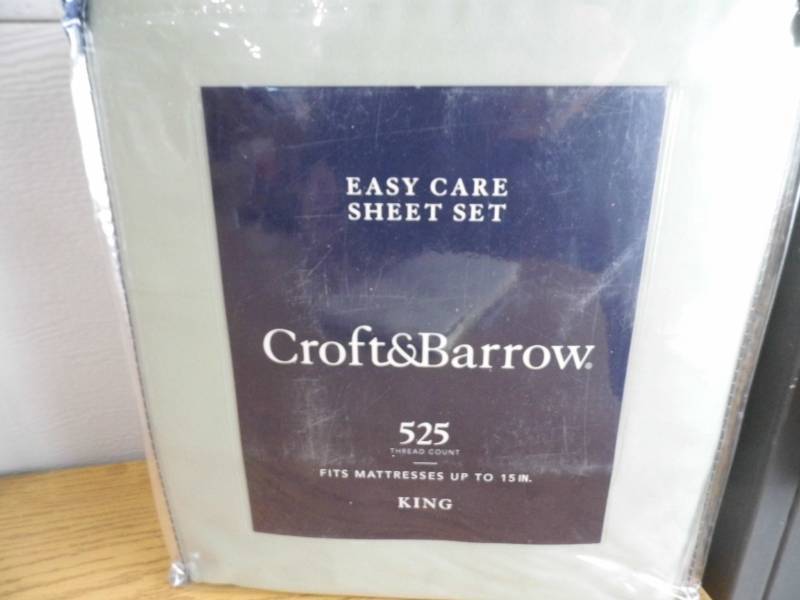 EASY CARE
SHEET SET
Croft&Barrow®
525
THREAD COUNT
FITS MATTRESSES UP TO 15 IN.
KING